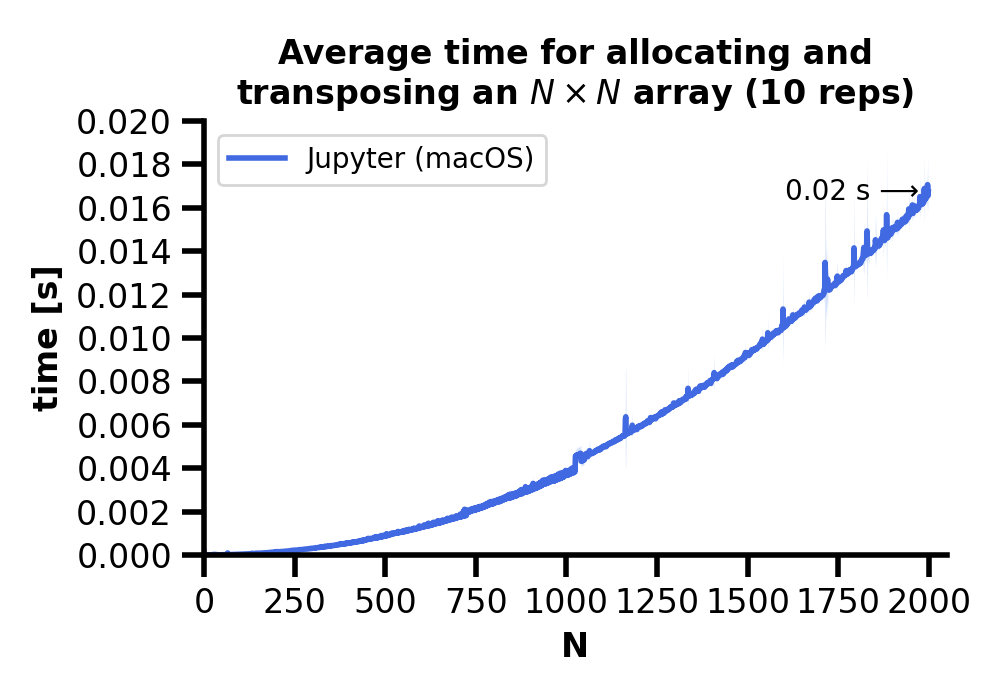 Average time for allocating and
transposing an N × N array (10 reps)
0.020
0.018
0.016
0.014
0.012
0.010
0.008
0.006
0.004
0.002
0.000
time [s]
Jupyter (macOS)
0.02 s ⟶
0 250 500 750 1000 1250 1500 1750 2000
N